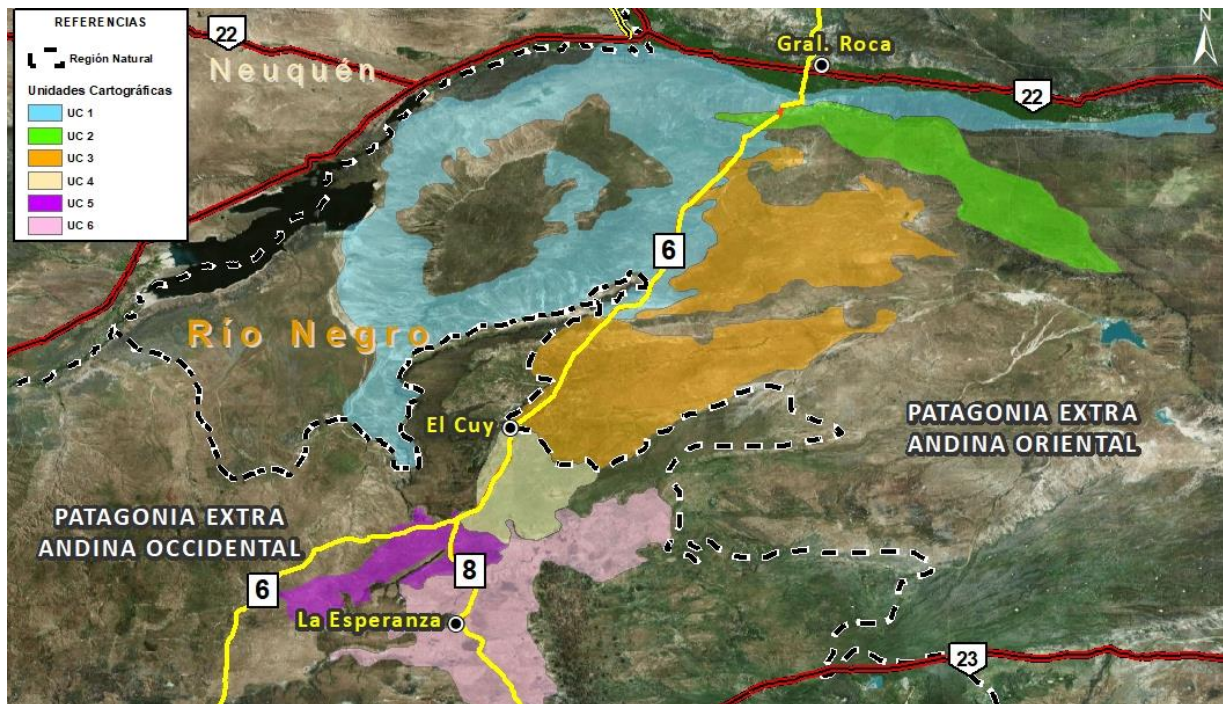 REFERENCIAS
Región Natural
Unidades Cartográficas
UC 1
UC 2
UC 3
UC 4
UC 5
UC 6
22
Neuquén
Gral. Roca
N
22
6
Río Negro
El Cuy
PATAGONIA EXTRA
ANDINA ORIENTAL
PATAGONIA EXTRA
ANDINA OCCIDENTAL
6
8
La Esperanza
23